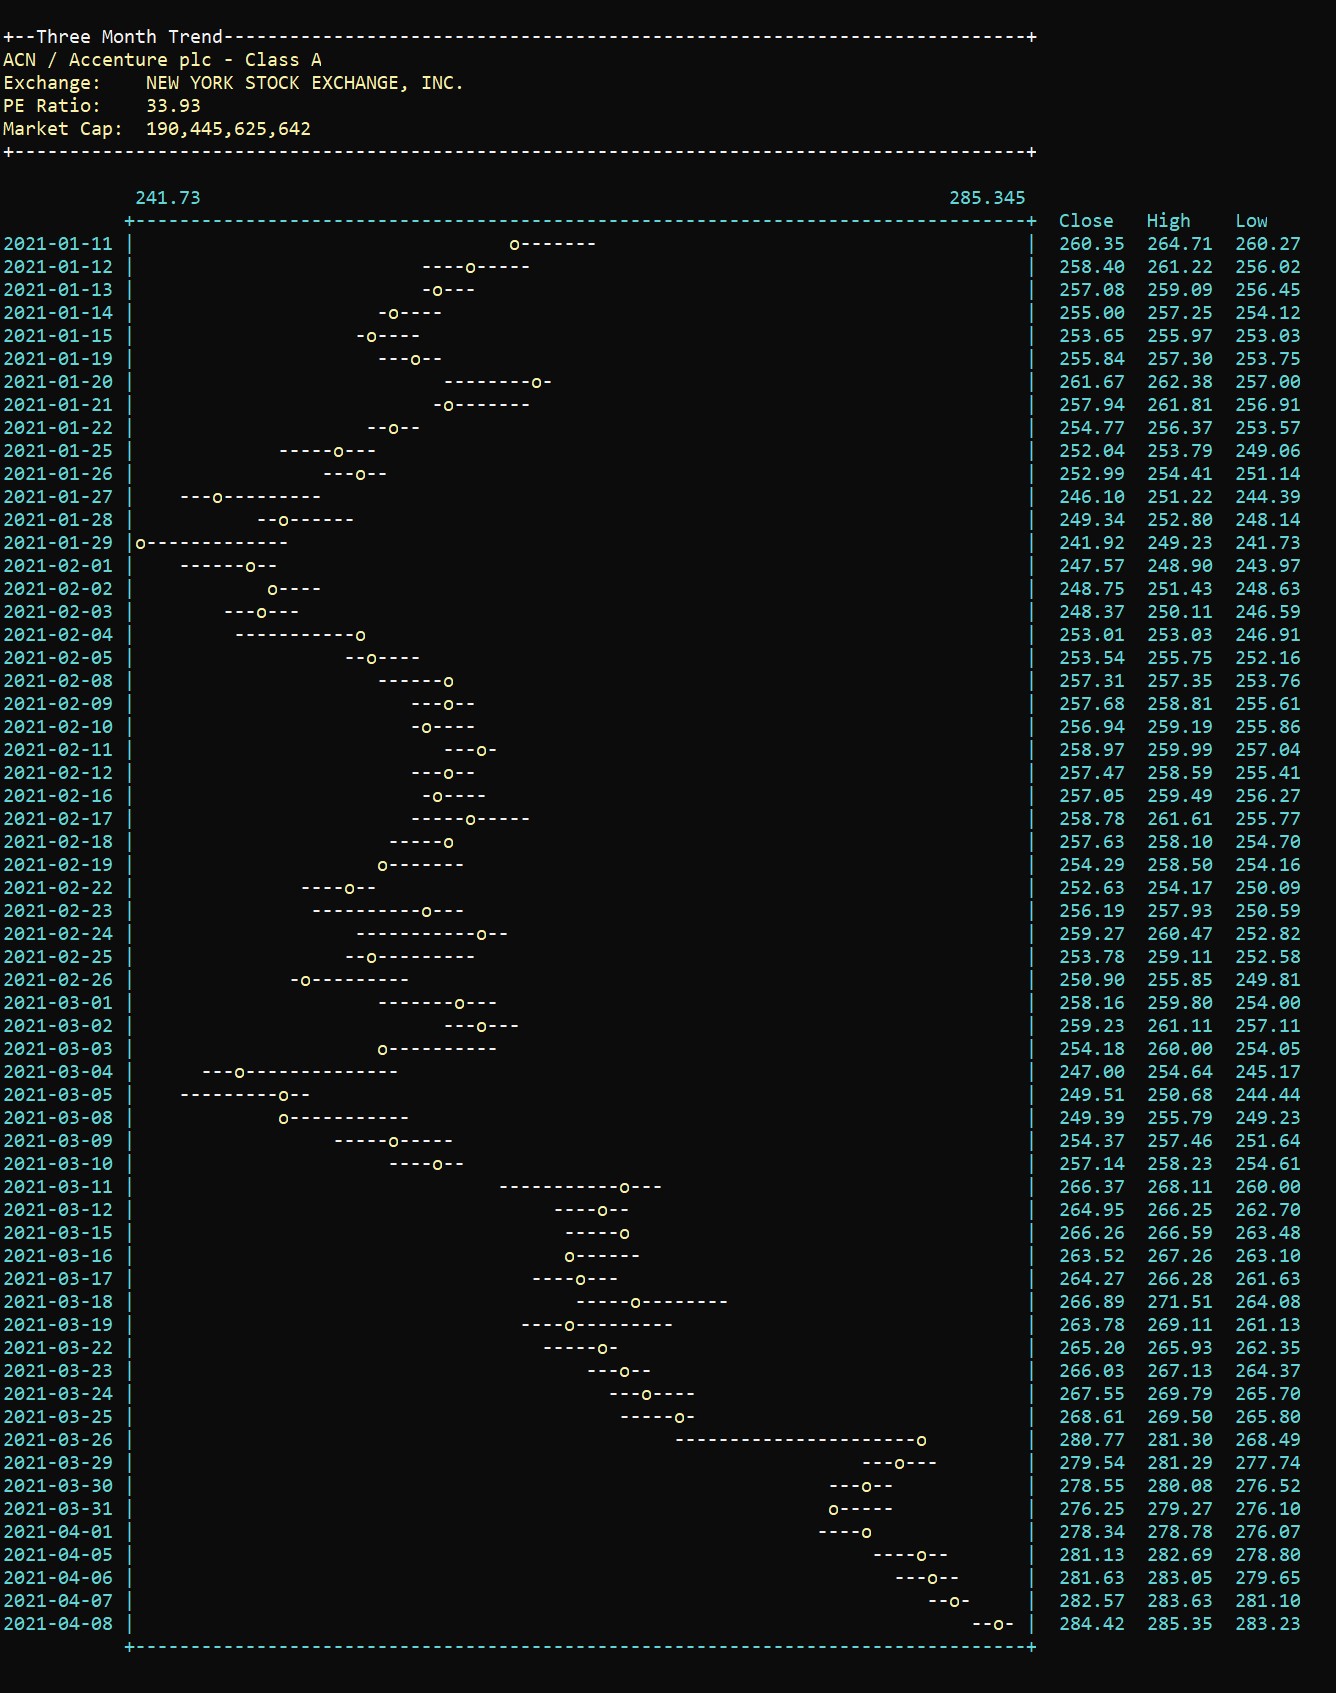 +--Three Month Trend-------------------------------------------------------------------------+
ACN / Accenture plc - Class A
Exchange:    NEW YORK STOCK EXCHANGE, INC.
PE Ratio:    33.93
Market Cap:  190,445,625,642
+--------------------------------------------------------------------------------------------+
241.73 285.345
+---------------------------------------------------------------------------------+ Close High Low
2021-01-11 | o------- | 260.35 264.71 260.27
2021-01-12 | ----o----- | 258.40 261.22 256.02
2021-01-13 | -o--- | 257.08 259.09 256.45
2021-01-14 | -o---- | 255.00 257.25 254.12
2021-01-15 | -o---- | 253.65 255.97 253.03
2021-01-19 | ---o-- | 255.84 257.30 253.75
2021-01-20 | --------o- | 261.67 262.38 257.00
2021-01-21 | -o------- | 257.94 261.81 256.91
2021-01-22 | --o-- | 254.77 256.37 253.57
2021-01-25 | -----o--- | 252.04 253.79 249.06
2021-01-26 | ---o-- | 252.99 254.41 251.14
2021-01-27 | ---o--------- | 246.10 251.22 244.39
2021-01-28 | --o------ | 249.34 252.80 248.14
2021-01-29 |o------------- | 241.92 249.23 241.73
2021-02-01 | ------o-- | 247.57 248.90 243.97
2021-02-02 | o---- | 248.75 251.43 248.63
2021-02-03 | ---o--- | 248.37 250.11 246.59
2021-02-04 | -----------o | 253.01 253.03 246.91
2021-02-05 | --o---- | 253.54 255.75 252.16
2021-02-08 | ------o | 257.31 257.35 253.76
2021-02-09 | ---o-- | 257.68 258.81 255.61
2021-02-10 | -o---- | 256.94 259.19 255.86
2021-02-11 | ---o- | 258.97 259.99 257.04
2021-02-12 | ---o-- | 257.47 258.59 255.41
2021-02-16 | -o---- | 257.05 259.49 256.27
2021-02-17 | -----o----- | 258.78 261.61 255.77
2021-02-18 | -----o | 257.63 258.10 254.70
2021-02-19 | o------- | 254.29 258.50 254.16
2021-02-22 | ----o-- | 252.63 254.17 250.09
2021-02-23 | ----------o--- | 256.19 257.93 250.59
2021-02-24 | -----------o-- | 259.27 260.47 252.82
2021-02-25 | --o--------- | 253.78 259.11 252.58
2021-02-26 | -o--------- | 250.90 255.85 249.81
2021-03-01 | -------o--- | 258.16 259.80 254.00
2021-03-02 | ---o--- | 259.23 261.11 257.11
2021-03-03 | o---------- | 254.18 260.00 254.05
2021-03-04 | ---o-------------- | 247.00 254.64 245.17
2021-03-05 | ---------o-- | 249.51 250.68 244.44
2021-03-08 | o----------- | 249.39 255.79 249.23
2021-03-09 | -----o----- | 254.37 257.46 251.64
2021-03-10 | ----o-- | 257.14 258.23 254.61
2021-03-11 | -----------o--- | 266.37 268.11 260.00
2021-03-12 | ----o-- | 264.95 266.25 262.70
2021-03-15 | -----o | 266.26 266.59 263.48
2021-03-16 | o------ | 263.52 267.26 263.10
2021-03-17 | ----o--- | 264.27 266.28 261.63
2021-03-18 | -----o-------- | 266.89 271.51 264.08
2021-03-19 | ----o--------- | 263.78 269.11 261.13
2021-03-22 | -----o- | 265.20 265.93 262.35
2021-03-23 | ---o-- | 266.03 267.13 264.37
2021-03-24 | ---o---- | 267.55 269.79 265.70
2021-03-25 | -----o- | 268.61 269.50 265.80
2021-03-26 | ----------------------o | 280.77 281.30 268.49
2021-03-29 | ---o--- | 279.54 281.29 277.74
2021-03-30 | ---o-- | 278.55 280.08 276.52
2021-03-31 | o----- | 276.25 279.27 276.10
2021-04-01 | ----o | 278.34 278.78 276.07
2021-04-05 | ----o-- | 281.13 282.69 278.80
2021-04-06 | ---o-- | 281.63 283.05 279.65
2021-04-07 | --o- | 282.57 283.63 281.10
2021-04-08 | --o- | 284.42 285.35 283.23
+---------------------------------------------------------------------------------+